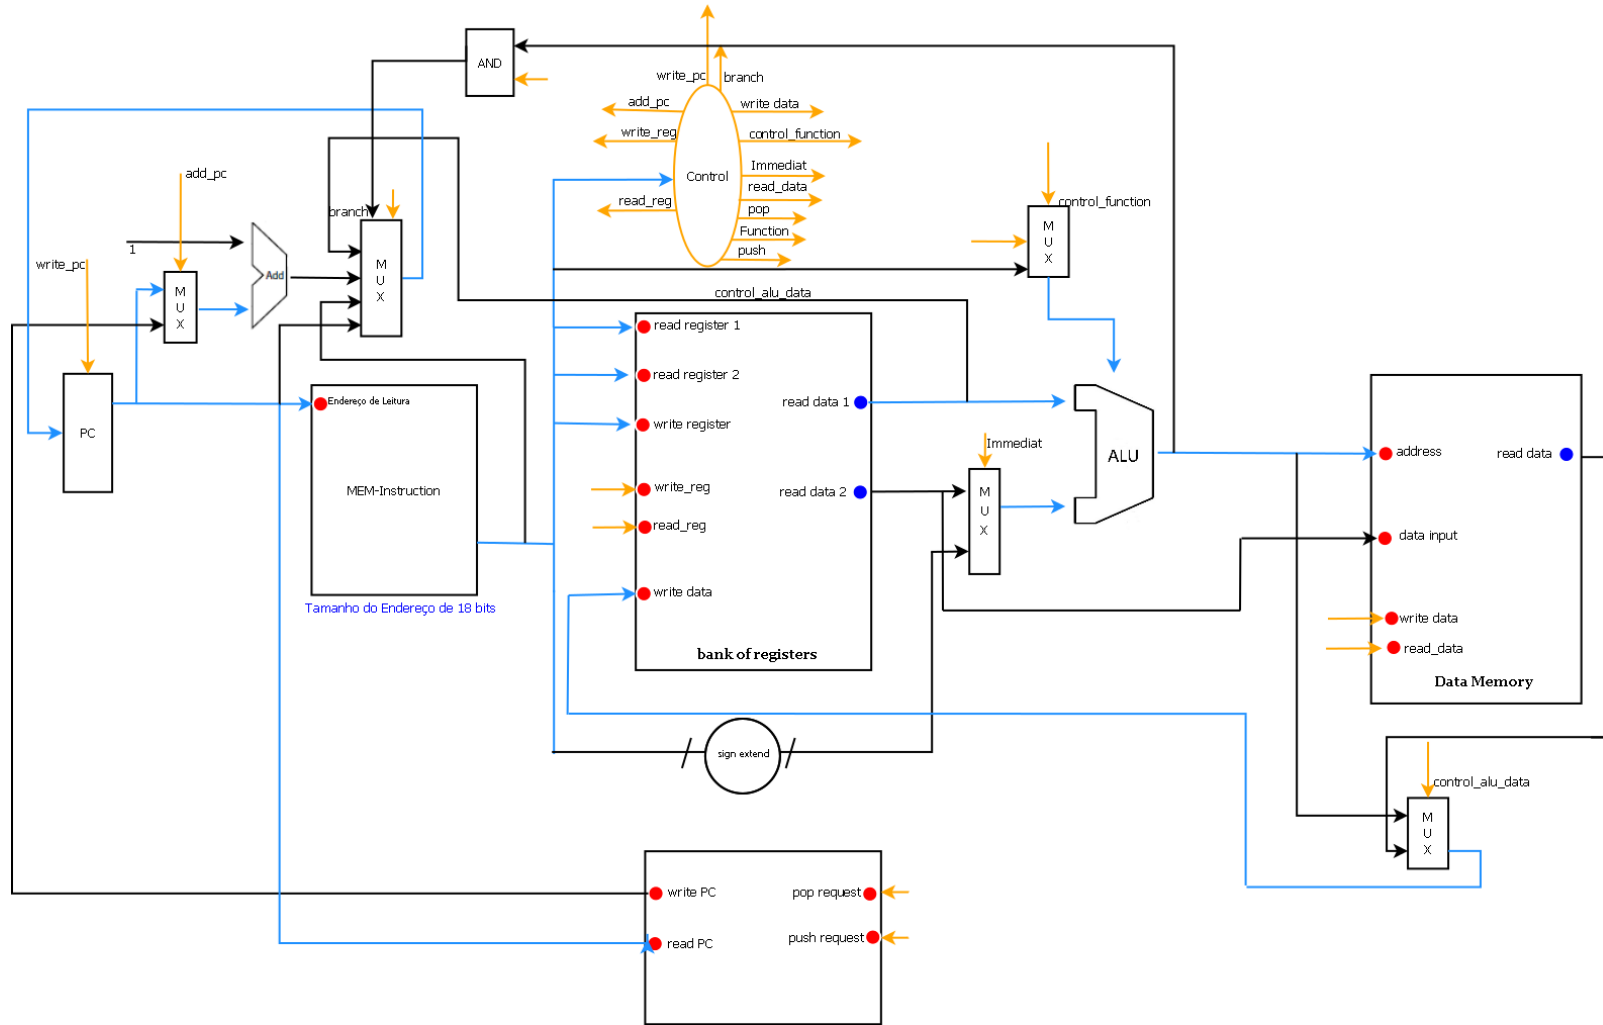 write_pc
branch
AND
add_pc
write data
write_reg
control_function
Control
Immediat
read_data
read_reg
pop
Function
push
add_pc
branch
control_function
M
U
X
1
write_pc
Add
M
U
X
M
U
X
control_alu_data
read register 1
read register 2
read data 1
write register
Endereço de Leitura
PC
MEM-Instruction
Immediat
ALU
address
read data
read data 2
write_reg
M
U
X
read_reg
data input
write data
Tamanho do Endereço de 18 bits
write data
read_data
bank of registers
Data Memory
sign extend
control_alu_data
M
U
X
write PC
pop request
read PC
push request